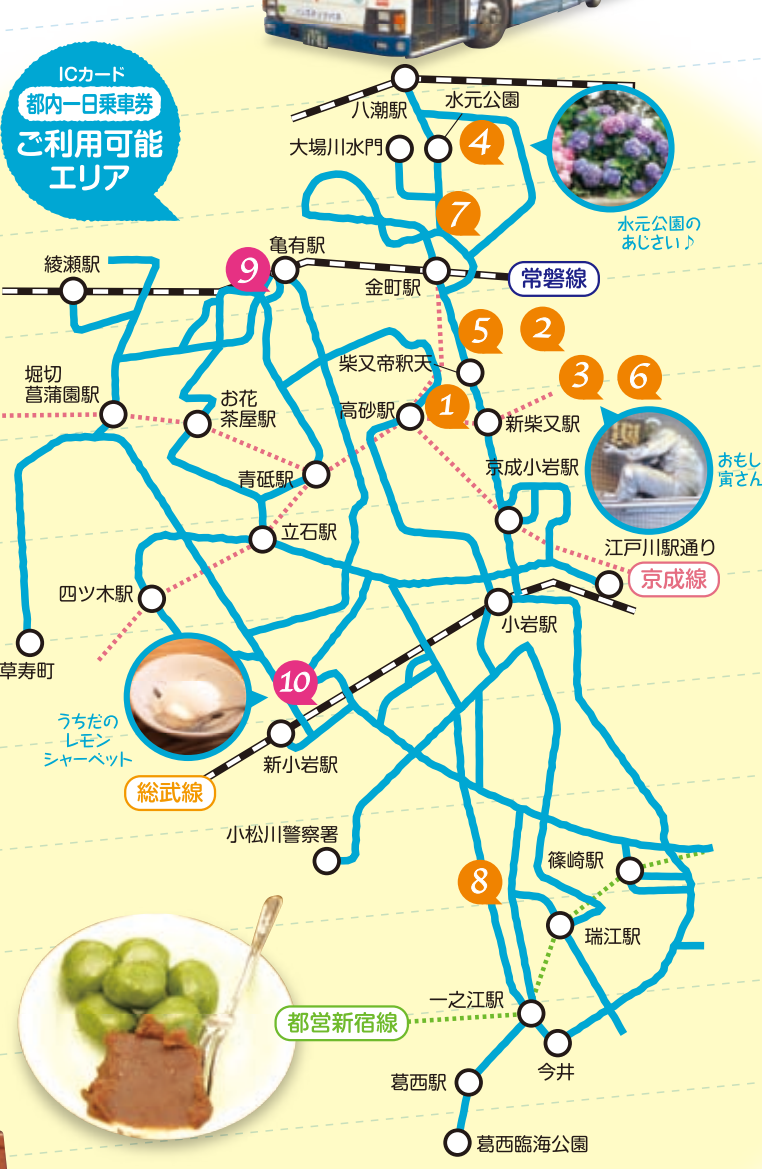 ICカード
都内一日乗車券
ご利用可能
エリア
八潮駅
水元公園
大場川水門
4
水元公園の
あじさい♪
7
亀有駅
綾瀬駅
9
金町駅
常磐線
5
2
柴又帝釈天
3
6
堀切
菖蒲園駅
お花
茶屋駅
高砂駅
1
新柴又駅
京成小岩駅
おもし
寅さん
青砥駅
立石駅
江戸川駅通り
京成線
四ツ木駅
小岩駅
草寿町
10
うちだの
レモン
シャーベット
新小岩駅
総武線
小松川警察署
篠崎駅
8
瑞江駅
一之江駅
都営新宿線
今井
葛西駅
葛西臨海公園